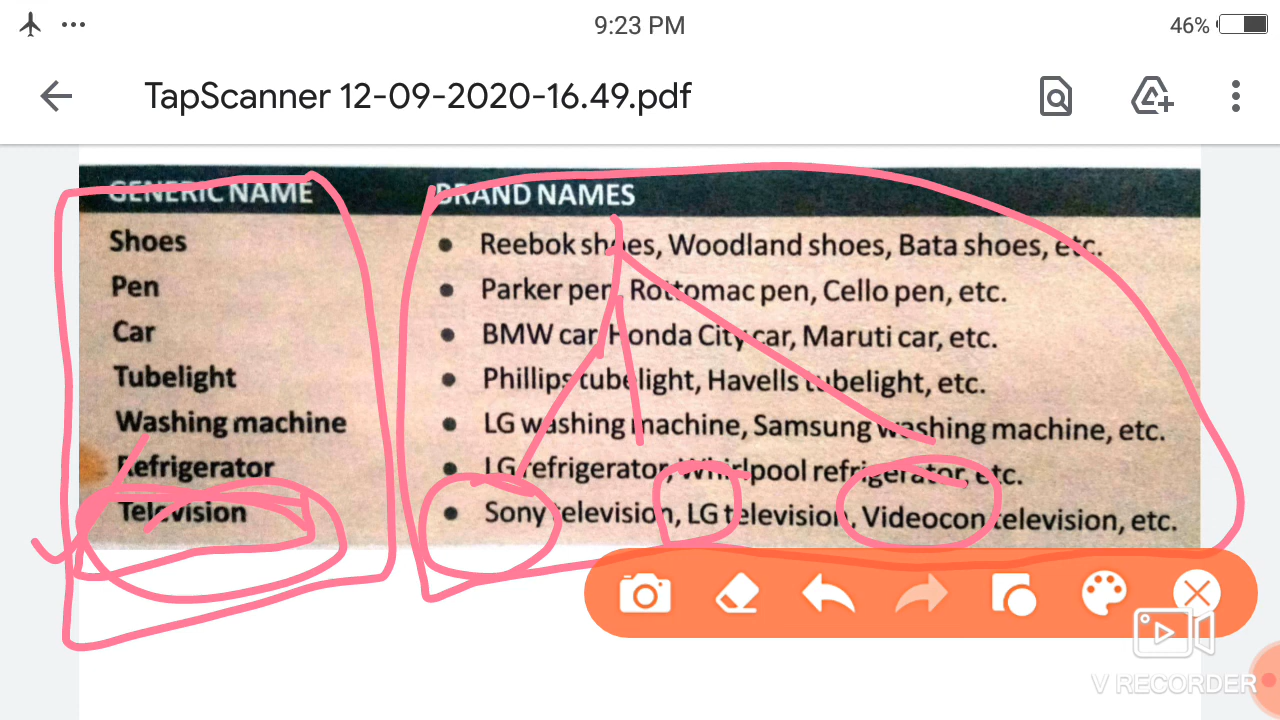 9:23 PM
46%
TapScanner 12-09-2020-16.49.pdf
GENERIC NAME BRAND NAMES
Shoes • Reebok shoes, Woodland shoes, Bata shoes, etc.
Pen • Parker pen, Rottomac pen, Cello pen, etc.
Car • BMW car, Honda City car, Maruti car, etc.
Tubelight • Phillips tubelight, Havells tubelight, etc.
Washing machine • LG washing machine, Samsung washing machine, etc.
Refrigerator • LG refrigerator, Whirlpool refrigerator, etc.
Television • Sony television, LG television, Videocon television, etc.
V RECORDER